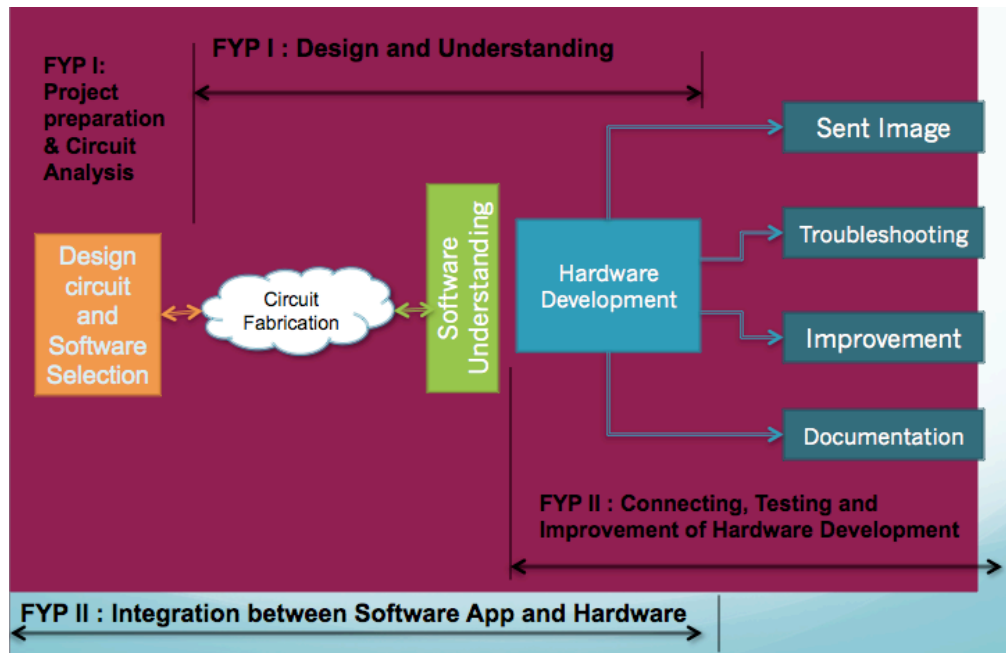 FYP I : Design and Understanding
FYP I:
Project
preparation
& Circuit
Analysis
Sent Image
Troubleshooting
Improvement
Documentation
Design
circuit
and
Software
Selection
Circuit
Fabrication
Software
Understanding
Hardware
Development
FYP II : Connecting, Testing and
Improvement of Hardware Development
FYP II : Integration between Software App and Hardware